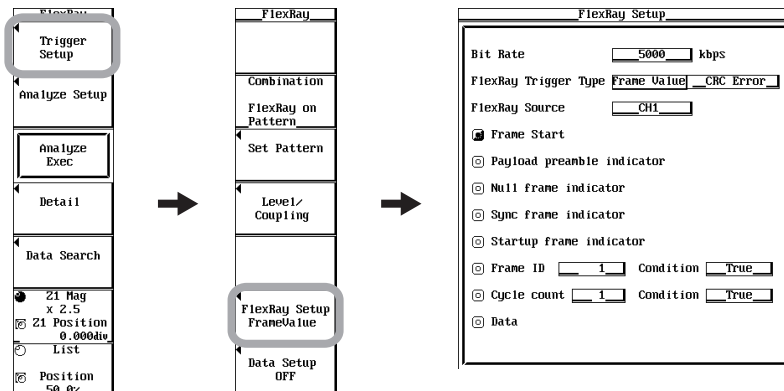 FlexRay
Trigger
Setup
Analyze Setup
Analyze
Exec
Detail
Data Search
Z1 Mag
x 2.5
Z1 Position
0.000div
List
Position
50.0%
FlexRay
Combination
FlexRay on
Pattern
Set Pattern
Level/
Coupling
FlexRay Setup
FrameValue
Data Setup
OFF
FlexRay Setup
Bit Rate 5000 kbps
FlexRay Trigger Type Frame Value CRC Error
FlexRay Source CH1
Frame Start
Payload preamble indicator
Null frame indicator
Sync frame indicator
Startup frame indicator
Frame ID 1 Condition True
Cycle count 1 Condition True
Data